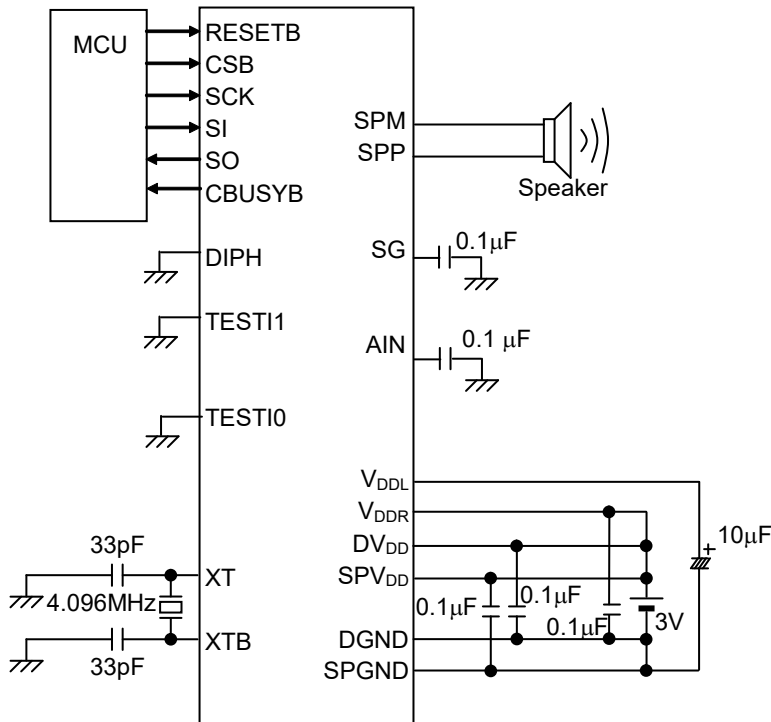 MCU
RESETB
CSB
SCK
SI
SO
CBUSYB
DIPH
TESTI1
TESTI0
33pF
XT
4.096MHz
XTB
33pF
SPM
SPP
Speaker
SG
0.1μF
AIN
0.1 μF
VDDL
VDDR
DVDD
SPVDD
DGND
SPGND
0.1μF
0.1μF
0.1μF
3V
+
10μF